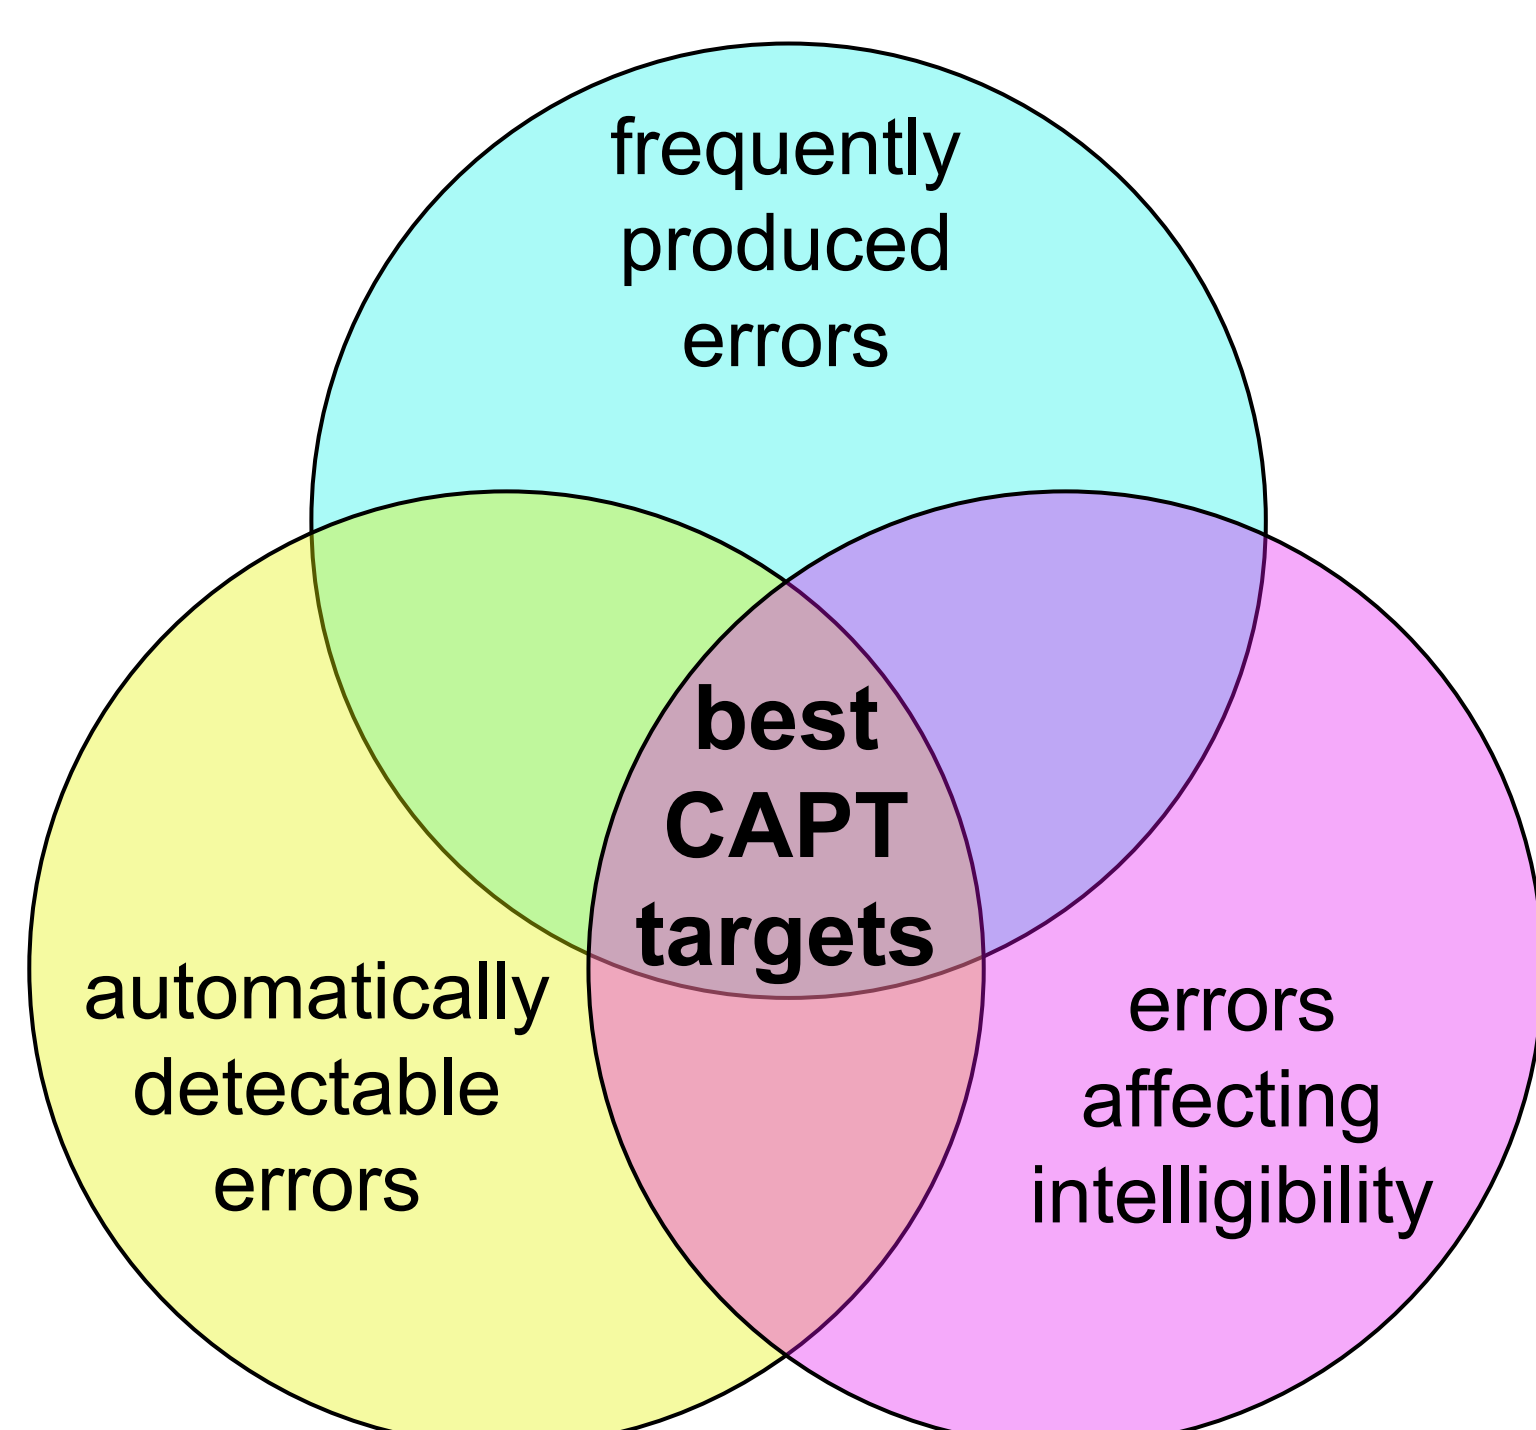 frequently
produced
errors
best
CAPT
targets
automatically
detectable
errors
errors
affecting
intelligibility